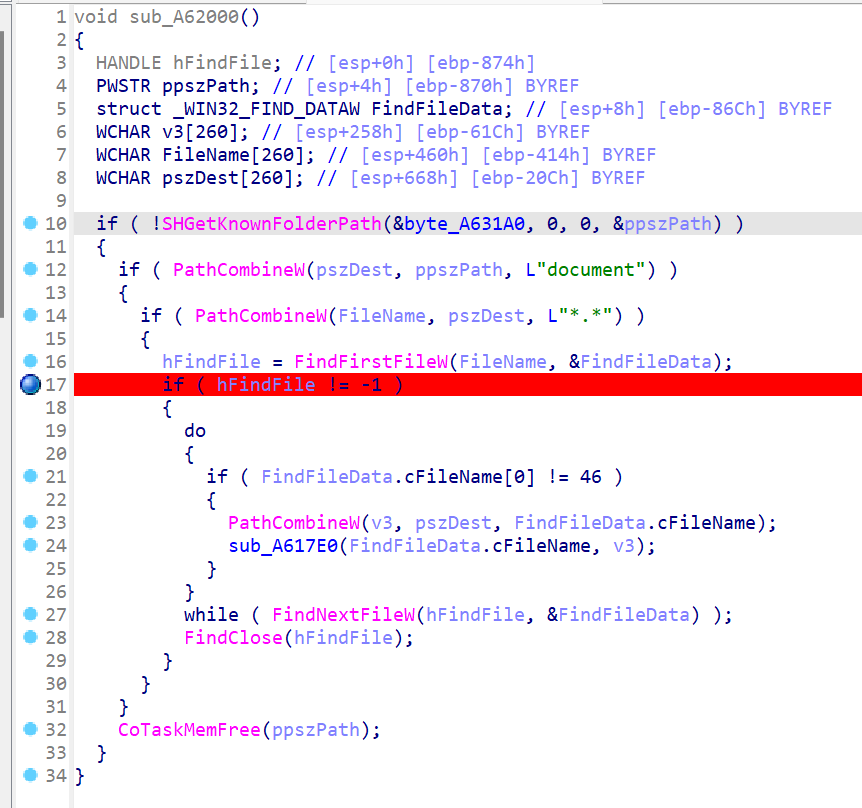 1 void sub_A62000()
2 {
3   HANDLE hFindFile; // [esp+0h] [ebp-874h]
4   PWSTR ppszPath; // [esp+4h] [ebp-870h] BYREF
5   struct _WIN32_FIND_DATAW FindFileData; // [esp+8h] [ebp-86Ch] BYREF
6   WCHAR v3[260]; // [esp+258h] [ebp-61Ch] BYREF
7   WCHAR FileName[260]; // [esp+460h] [ebp-414h] BYREF
8   WCHAR pszDest[260]; // [esp+668h] [ebp-20Ch] BYREF
9
10   if ( !SHGetKnownFolderPath(&byte_A631A0, 0, 0, &ppszPath) )
11   {
12     if ( PathCombineW(pszDest, ppszPath, L"document") )
13     {
14       if ( PathCombineW(FileName, pszDest, L"*.*") )
15       {
16         hFindFile = FindFirstFileW(FileName, &FindFileData);
17         if ( hFindFile != -1 )
18         {
19           do
20           {
21             if ( FindFileData.cFileName[0] != 46 )
22             {
23               PathCombineW(v3, pszDest, FindFileData.cFileName);
24               sub_A617E0(FindFileData.cFileName, v3);
25             }
26           }
27           while ( FindNextFileW(hFindFile, &FindFileData) );
28           FindClose(hFindFile);
29         }
30       }
31     }
32     CoTaskMemFree(ppszPath);
33   }
34 }